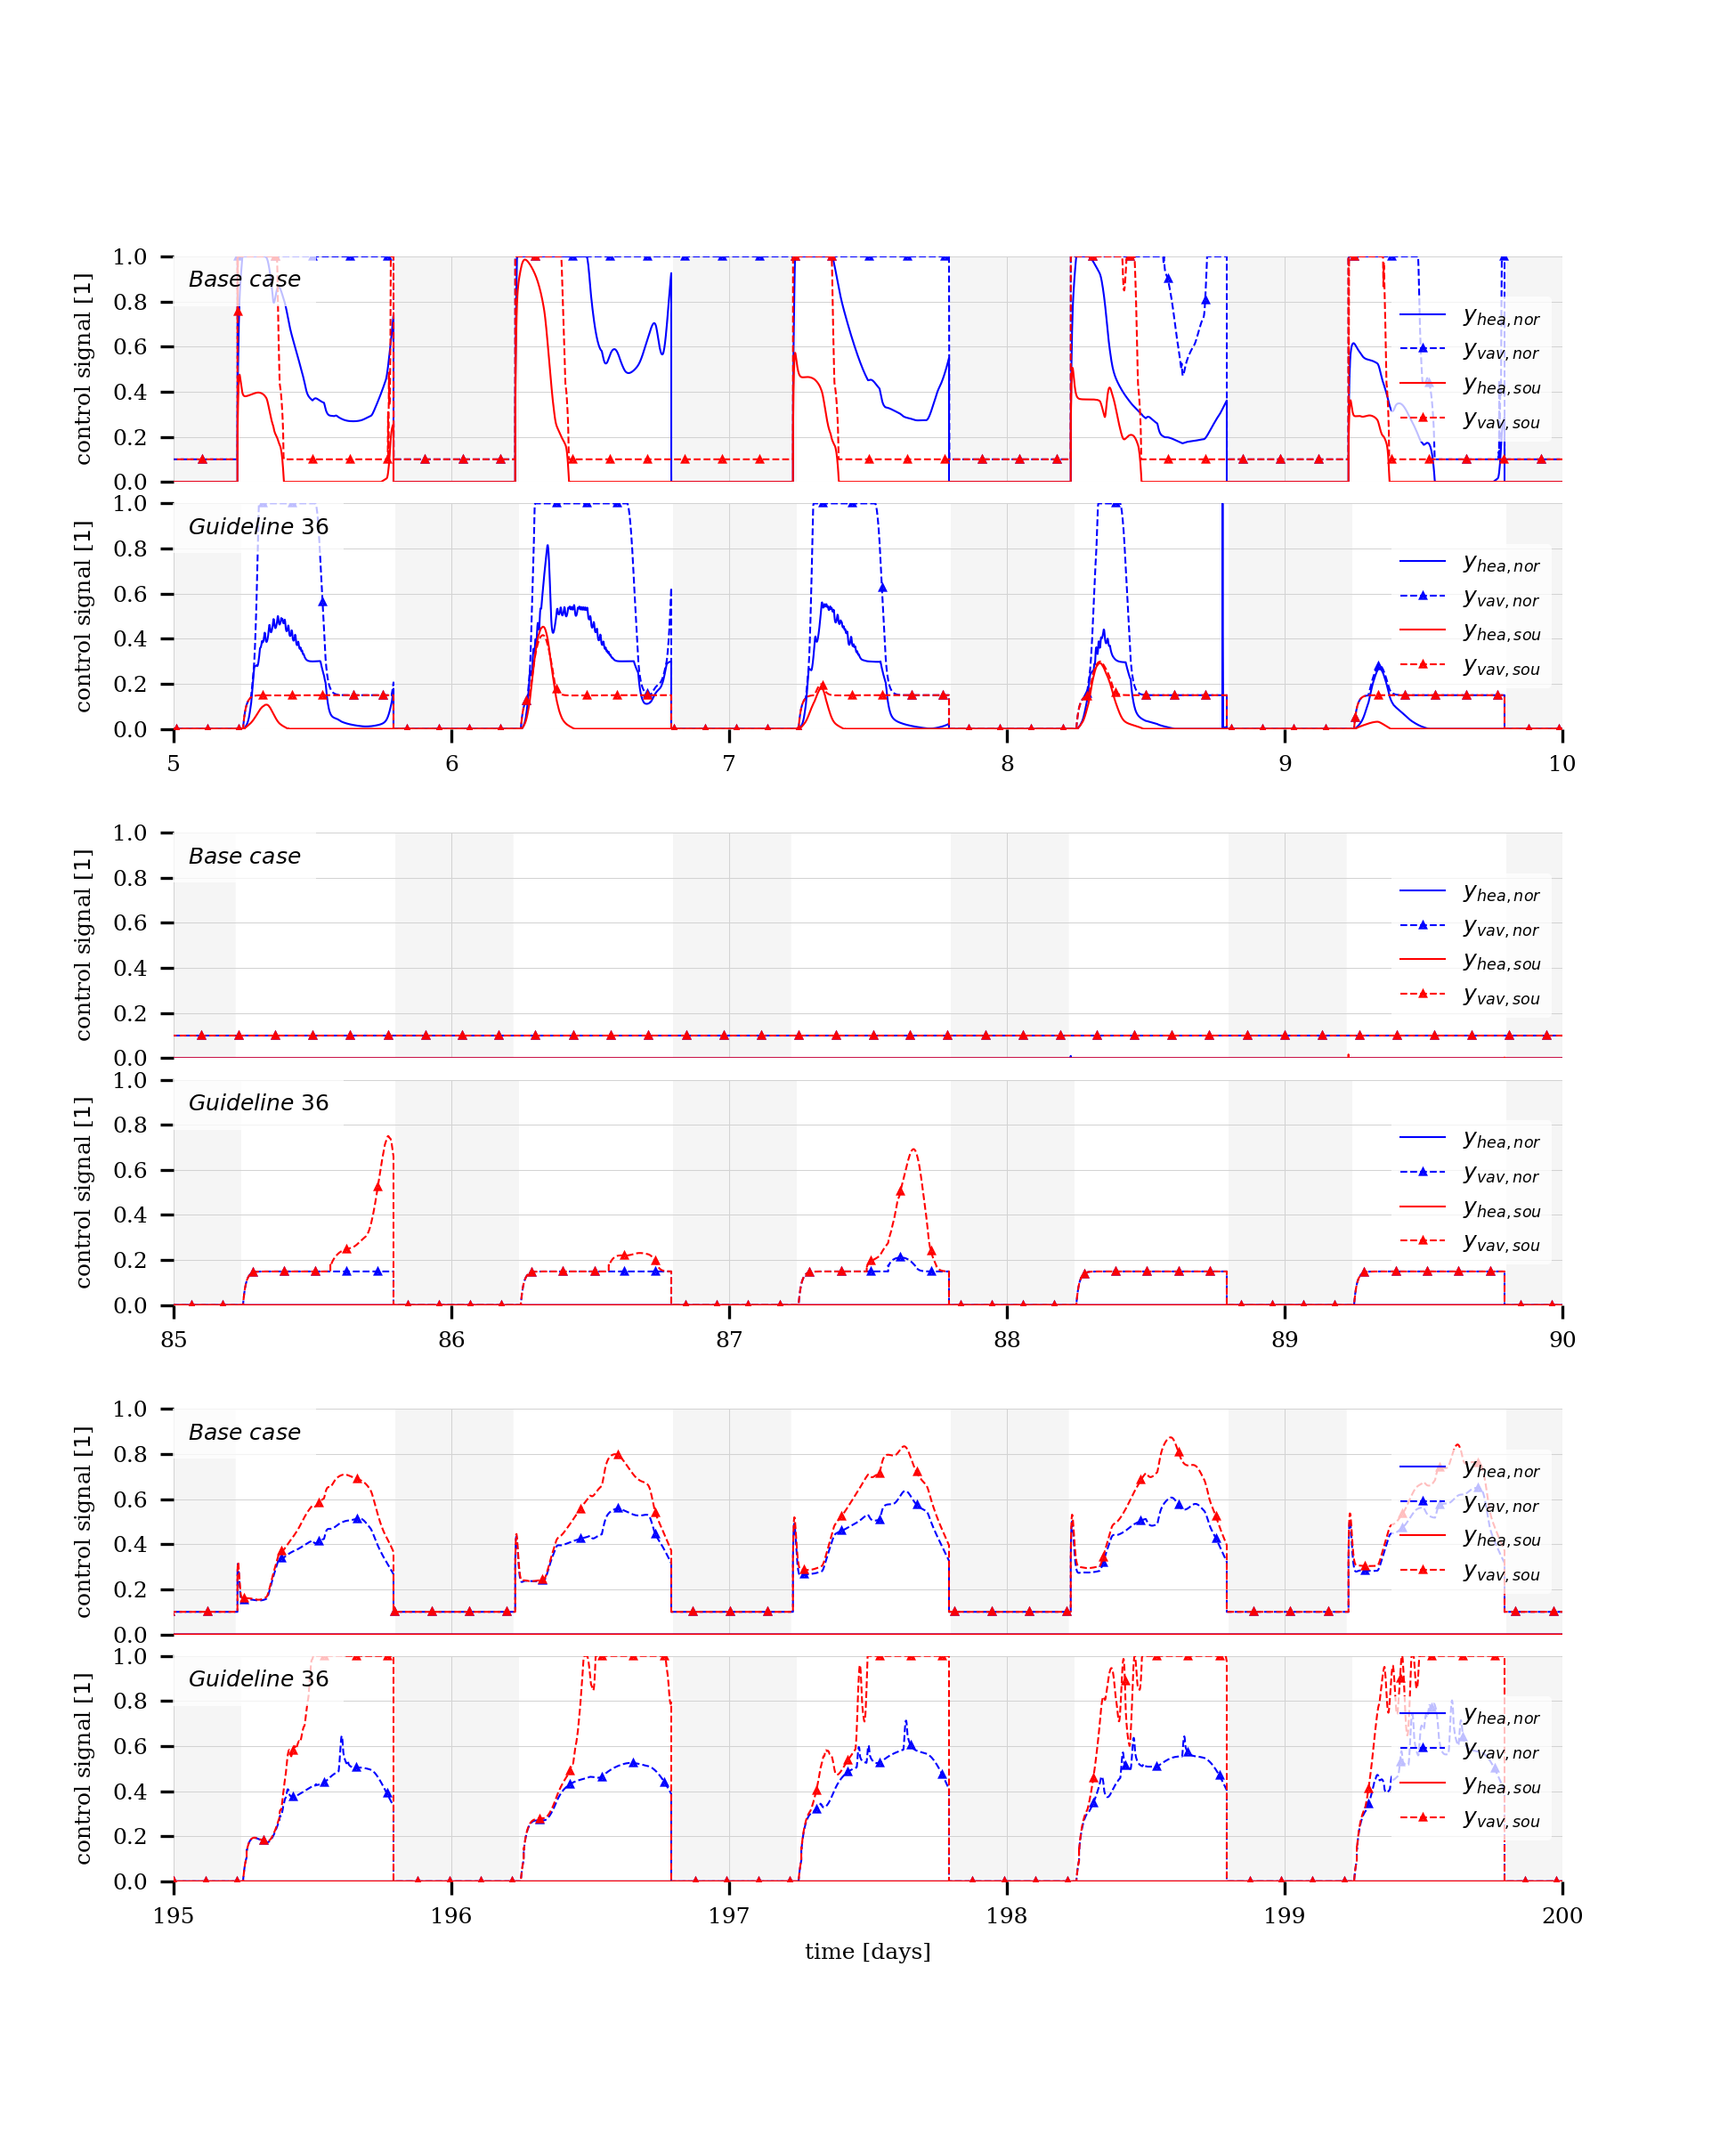 control signal [1]
1.0
0.8
0.6
0.4
0.2
0.0
Base case
y_hea,nor
y_vav,nor
y_hea,sou
y_vav,sou
control signal [1]
1.0
0.8
0.6
0.4
0.2
0.0
Guideline 36
y_hea,nor
y_vav,nor
y_hea,sou
y_vav,sou
5 6 7 8 9 10
control signal [1]
1.0
0.8
0.6
0.4
0.2
0.0
Base case
y_hea,nor
y_vav,nor
y_hea,sou
y_vav,sou
control signal [1]
1.0
0.8
0.6
0.4
0.2
0.0
Guideline 36
y_hea,nor
y_vav,nor
y_hea,sou
y_vav,sou
85 86 87 88 89 90
control signal [1]
1.0
0.8
0.6
0.4
0.2
0.0
Base case
y_hea,nor
y_vav,nor
y_hea,sou
y_vav,sou
control signal [1]
1.0
0.8
0.6
0.4
0.2
0.0
Guideline 36
y_hea,nor
y_vav,nor
y_hea,sou
y_vav,sou
195 196 197 198 199 200
time [days]